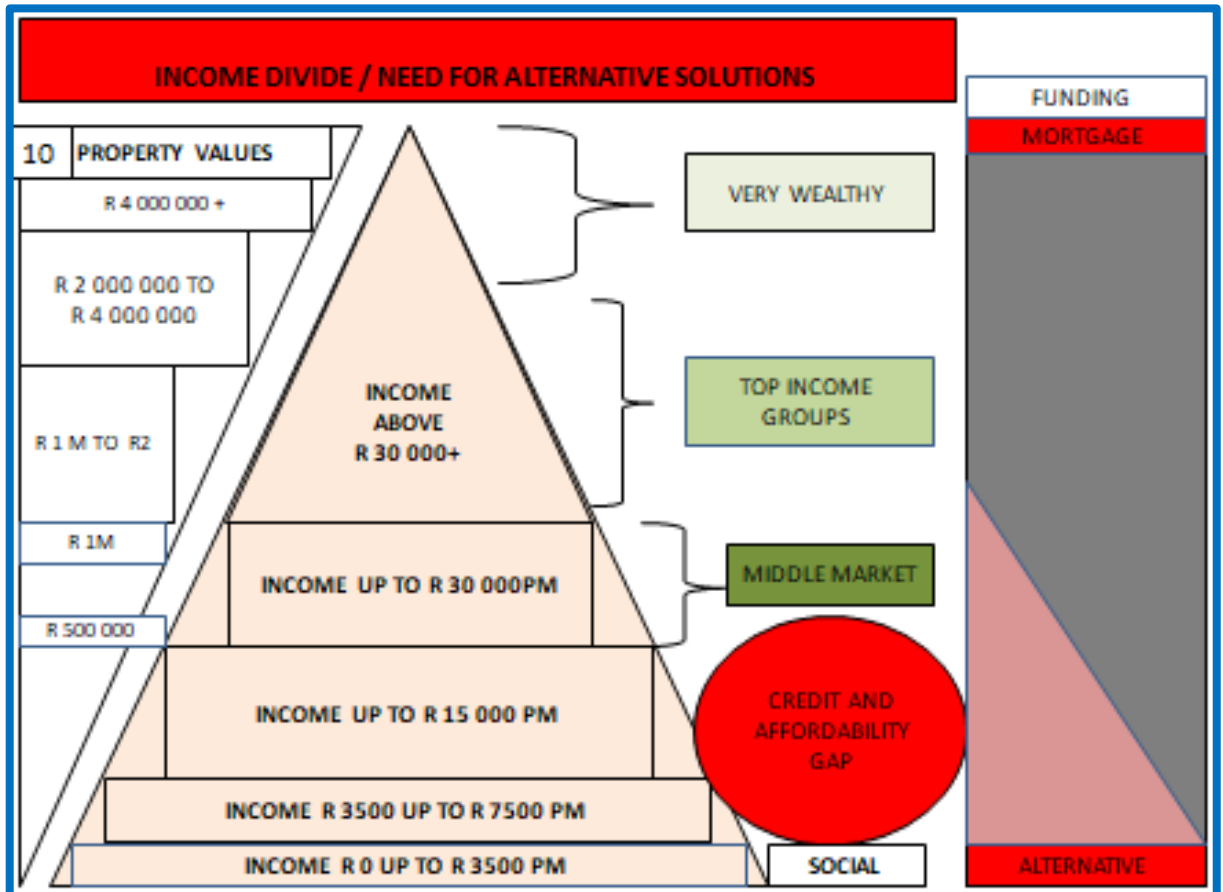 INCOME DIVIDE / NEED FOR ALTERNATIVE SOLUTIONS
FUNDING
MORTGAGE
10
PROPERTY VALUES
R 4 000 000 +
R 2 000 000 TO
R 4 000 000
R 1 M TO R2
R 1M
R 500 000
INCOME
ABOVE
R 30 000+
INCOME UP TO R 30 000PM
INCOME UP TO R 15 000 PM
INCOME R 3500 UP TO R 7500 PM
INCOME R 0 UP TO R 3500 PM
VERY WEALTHY
TOP INCOME
GROUPS
MIDDLE MARKET
CREDIT AND
AFFORDABILITY
GAP
SOCIAL
ALTERNATIVE